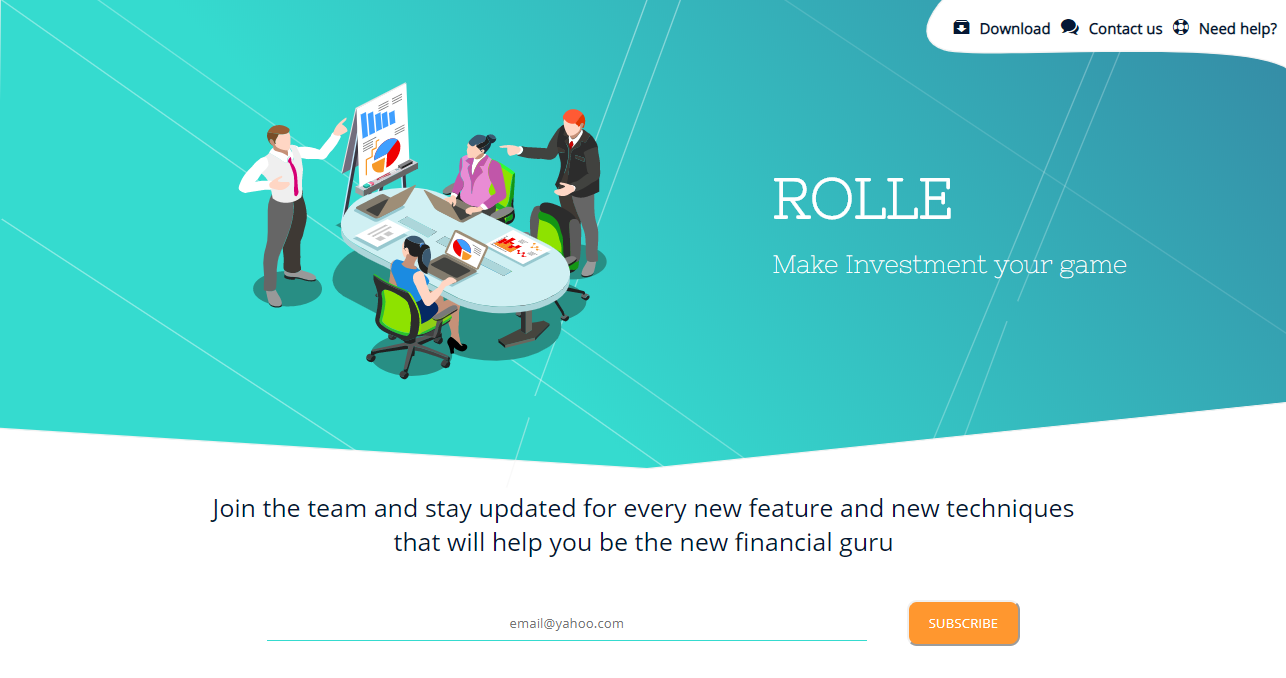 Download Contact us Need help?
ROLLE
Make Investment your game
Join the team and stay updated for every new feature and new techniques
that will help you be the new financial guru
email@yahoo.com SUBSCRIBE